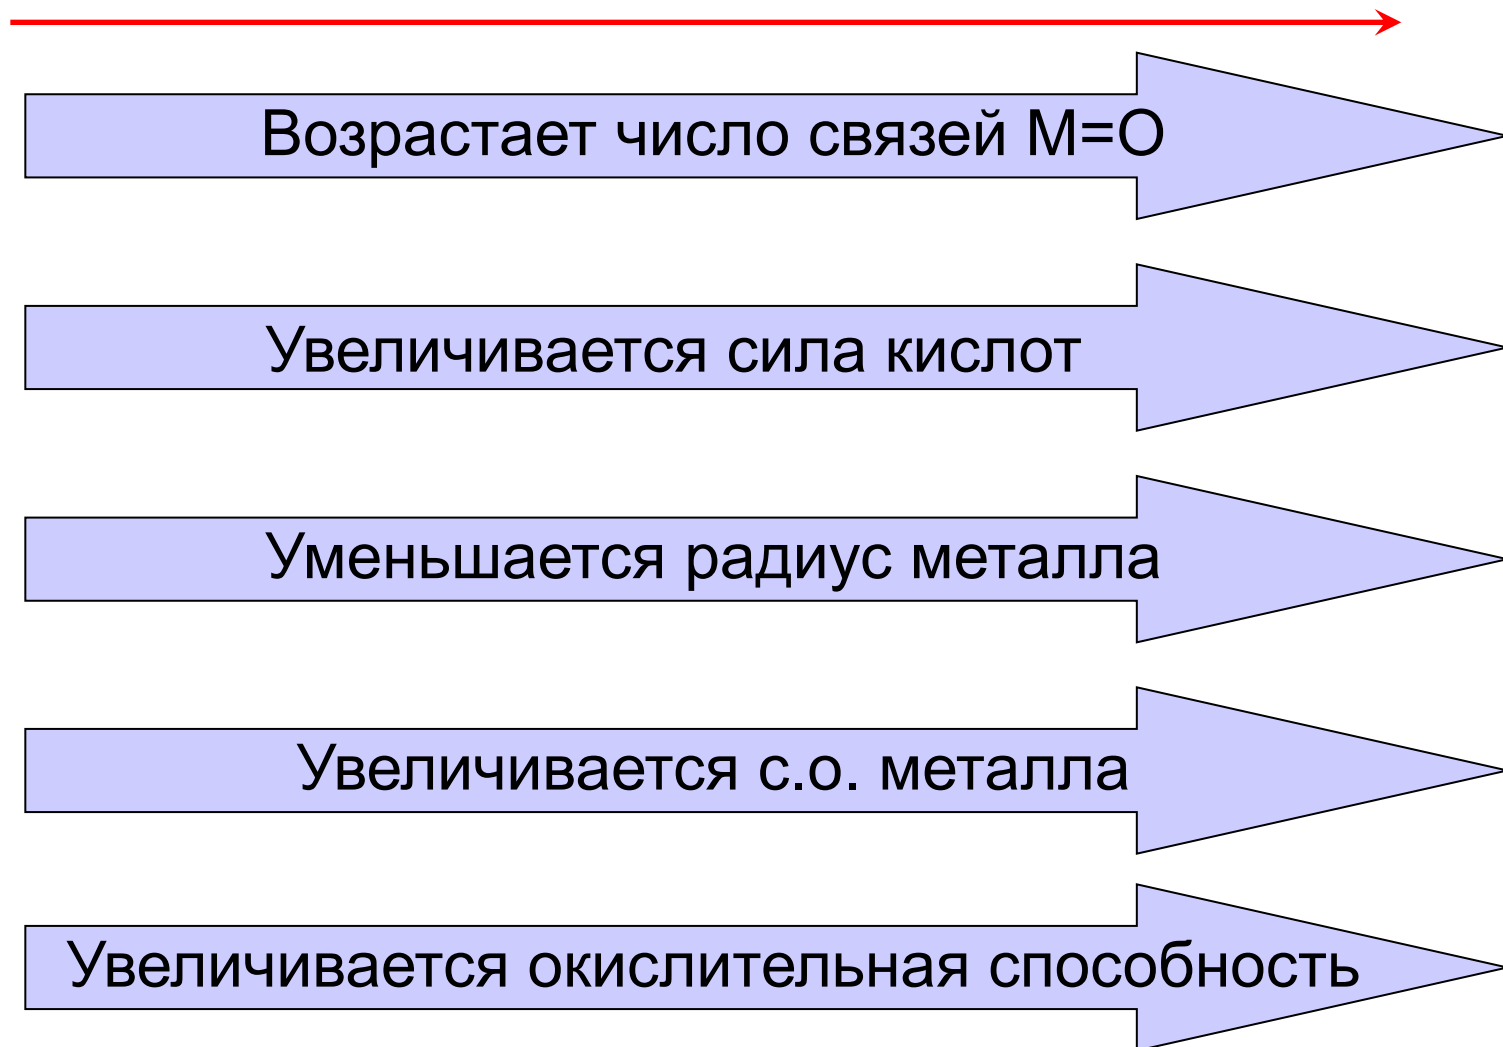 Возрастает число связей М=О
Увеличивается сила кислот
Уменьшается радиус металла
Увеличивается с.о. металла
Увеличивается окислительная способность